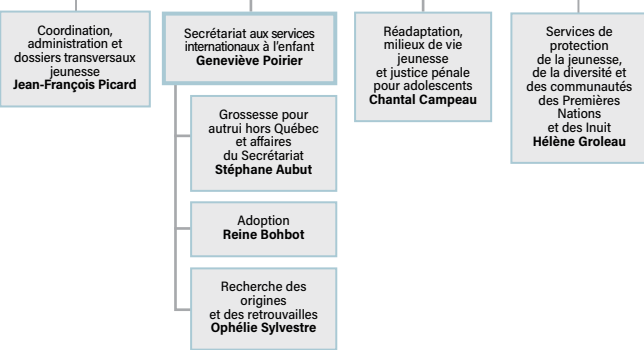 Coordination,
administration et
dossiers transversaux
jeunesse
Jean-François Picard
Secrétariat aux services
internationaux à l'enfant
Geneviève Poirier
Grossesse pour
autrui hors Québec
et affaires
du Secrétariat
Stéphane Aubut
Adoption
Reine Bohbot
Recherche des
origines
et des retrouvailles
Ophélie Sylvestre
Réadaptation,
milieu de vie
jeunesse
et justice pénale
pour adolescents
Chantal Campeau
Services de
protection
de la jeunesse,
de la diversité et
des communautés
des Premières
Nations
et des Inuit
Hélène Groleau